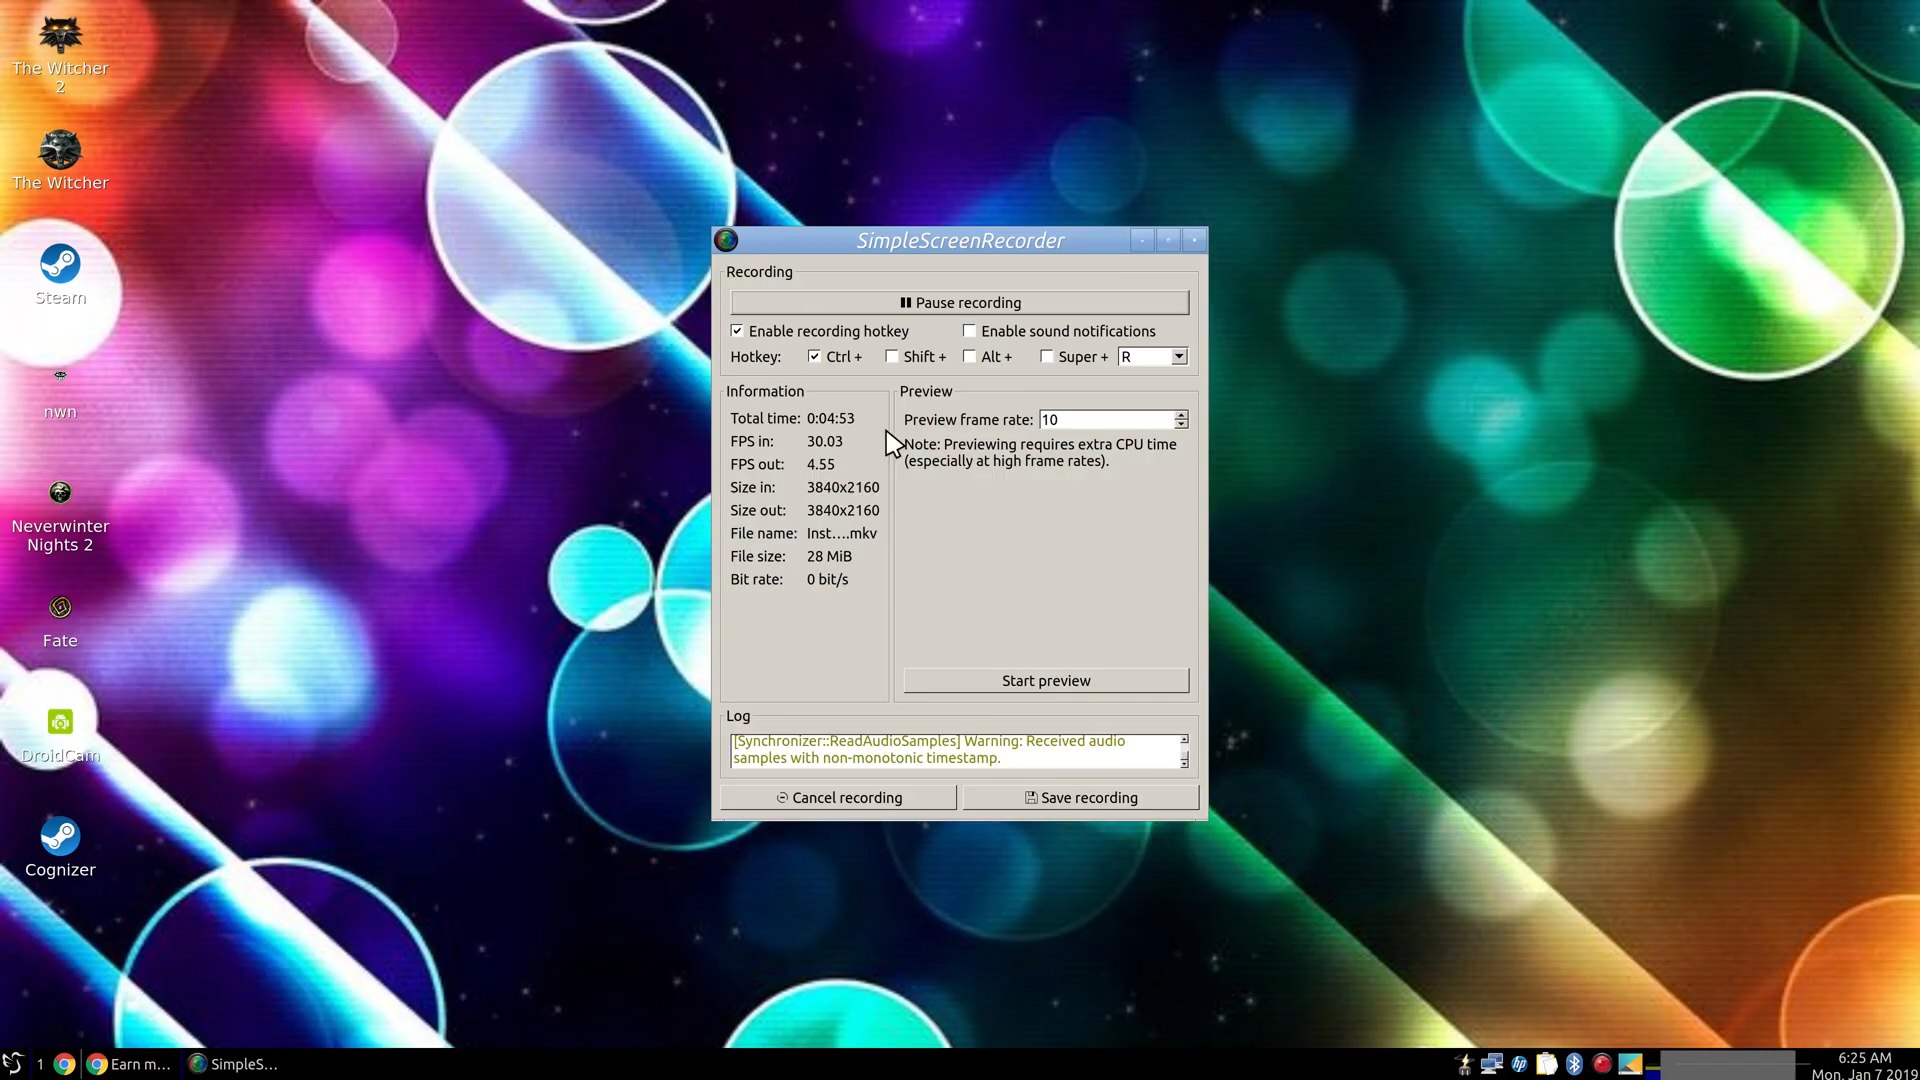 The Witcher
2
The Witcher
Steam
nwn
Neverwinter
Nights 2
Fate
DroidCam
Cognizer
SimpleScreenRecorder
Recording
Pause recording
Enable recording hotkey
Enable sound notifications
Hotkey: Ctrl + Shift + Alt + Super + R
Information
Total time: 0:04:53
FPS in: 30.03
FPS out: 4.55
Size in: 3840x2160
Size out: 3840x2160
File name: Inst....mkv
File size: 28 MiB
Bit rate: 0 bit/s
Preview
Preview frame rate: 10
Note: Previewing requires extra CPU time
(especially at high frame rates).
Start preview
Log
[Synchronizer::ReadAudioSamples] Warning: Received audio
samples with non-monotonic timestamp.
Cancel recording
Save recording
1
Earn m...
SimpleS...
hp
6:25 AM
Mon. Jan 7 2019